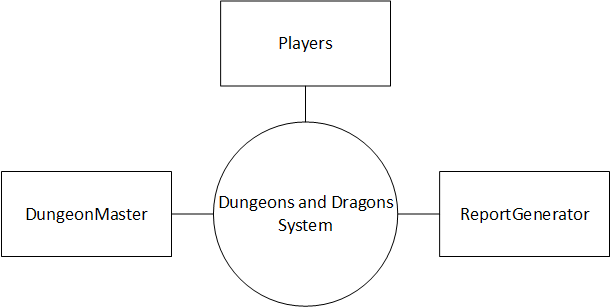 Players
DungeonMaster
Dungeons and Dragons
System
ReportGenerator